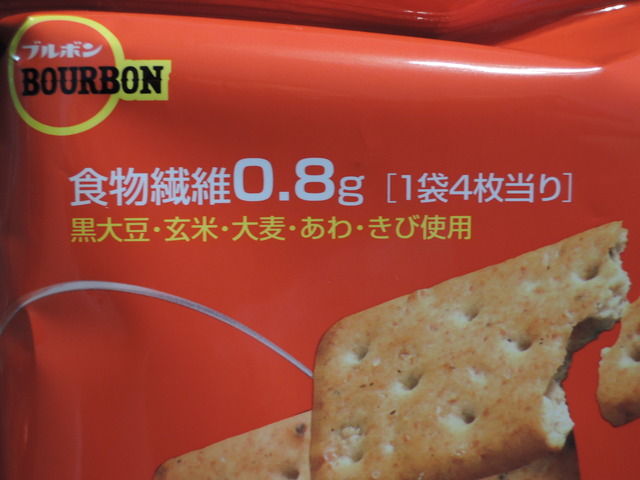 ブルボン
BOURBON
食物繊維0.8g [1袋4枚当り]
黒大豆・玄米・大麦・あわ・きび使用